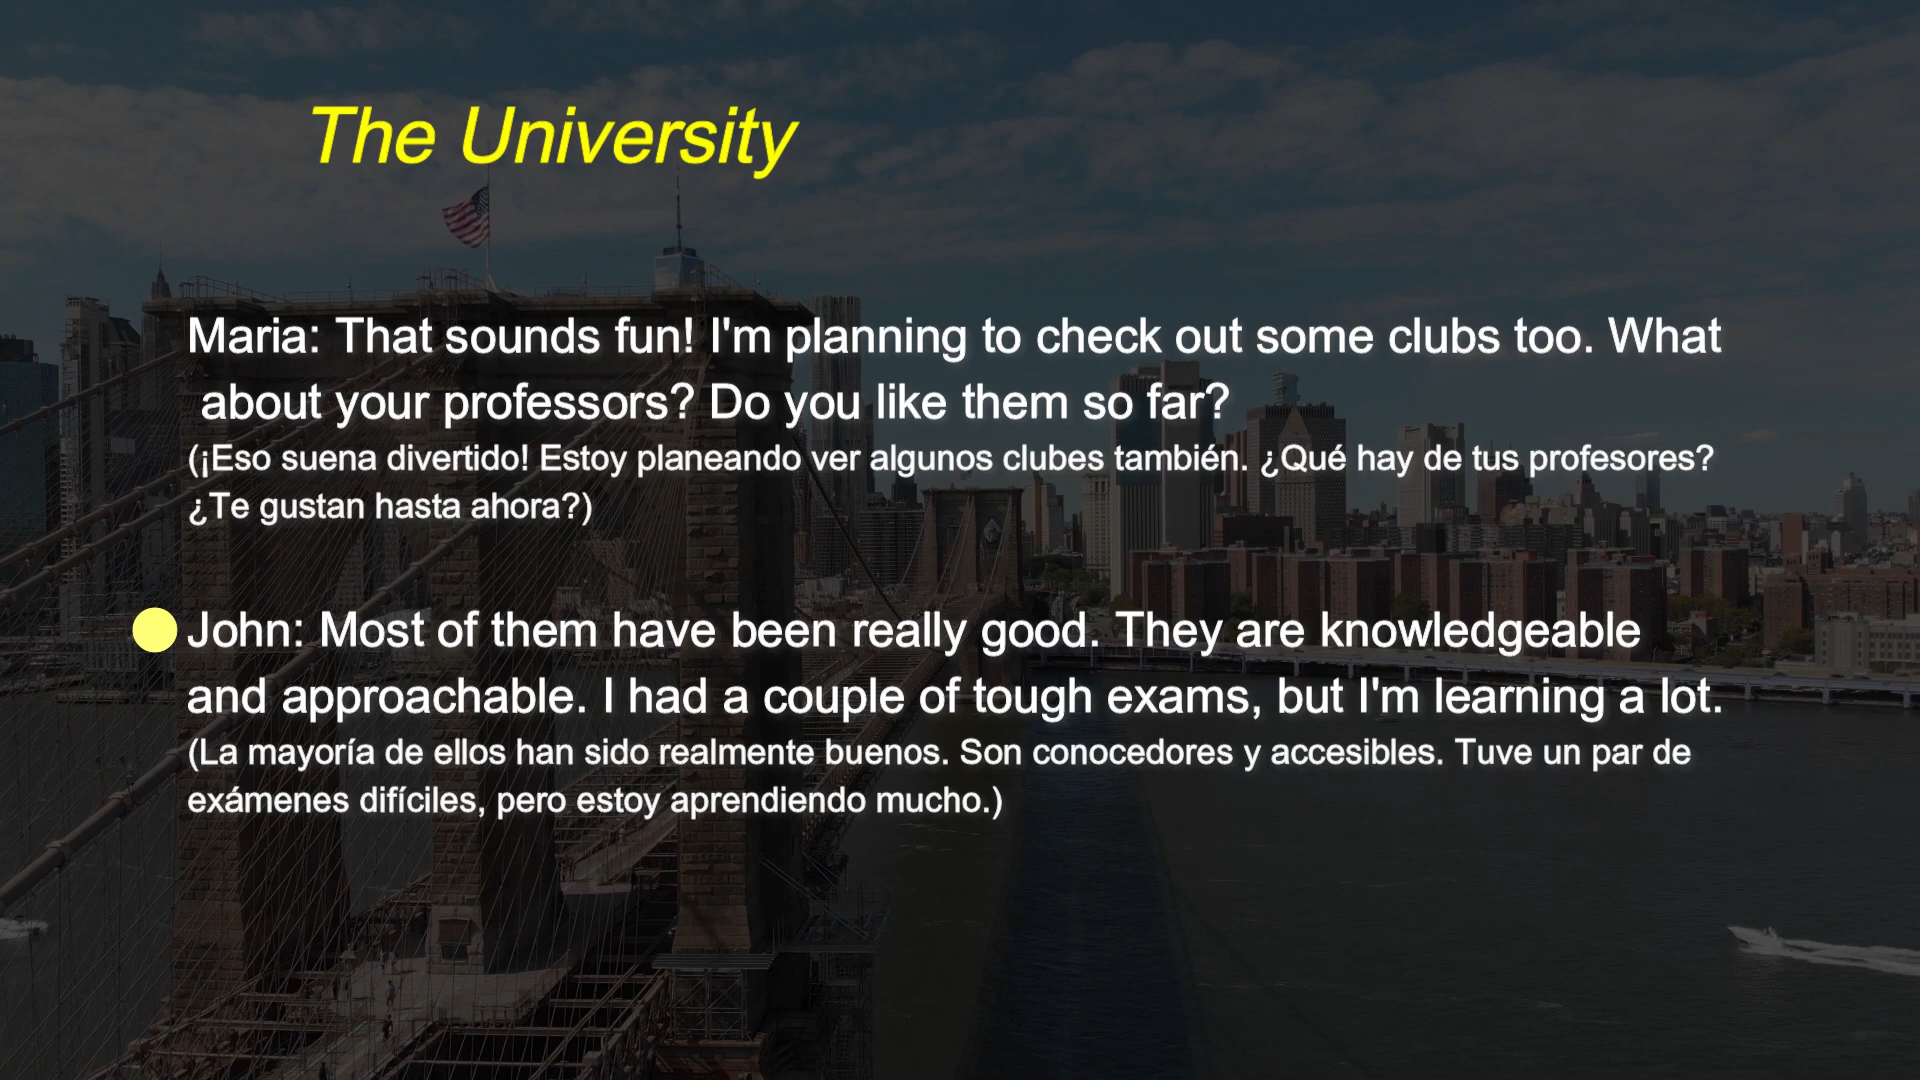 The University
Maria: That sounds fun! I'm planning to check out some clubs too. What
about your professors? Do you like them so far?
(¡Eso suena divertido! Estoy planeando ver algunos clubes también. ¿Qué hay de tus profesores?
¿Te gustan hasta ahora?)
John: Most of them have been really good. They are knowledgeable
and approachable. I had a couple of tough exams, but I'm learning a lot.
(La mayoría de ellos han sido realmente buenos. Son conocedores y accesibles. Tuve un par de
exámenes difíciles, pero estoy aprendiendo mucho.)